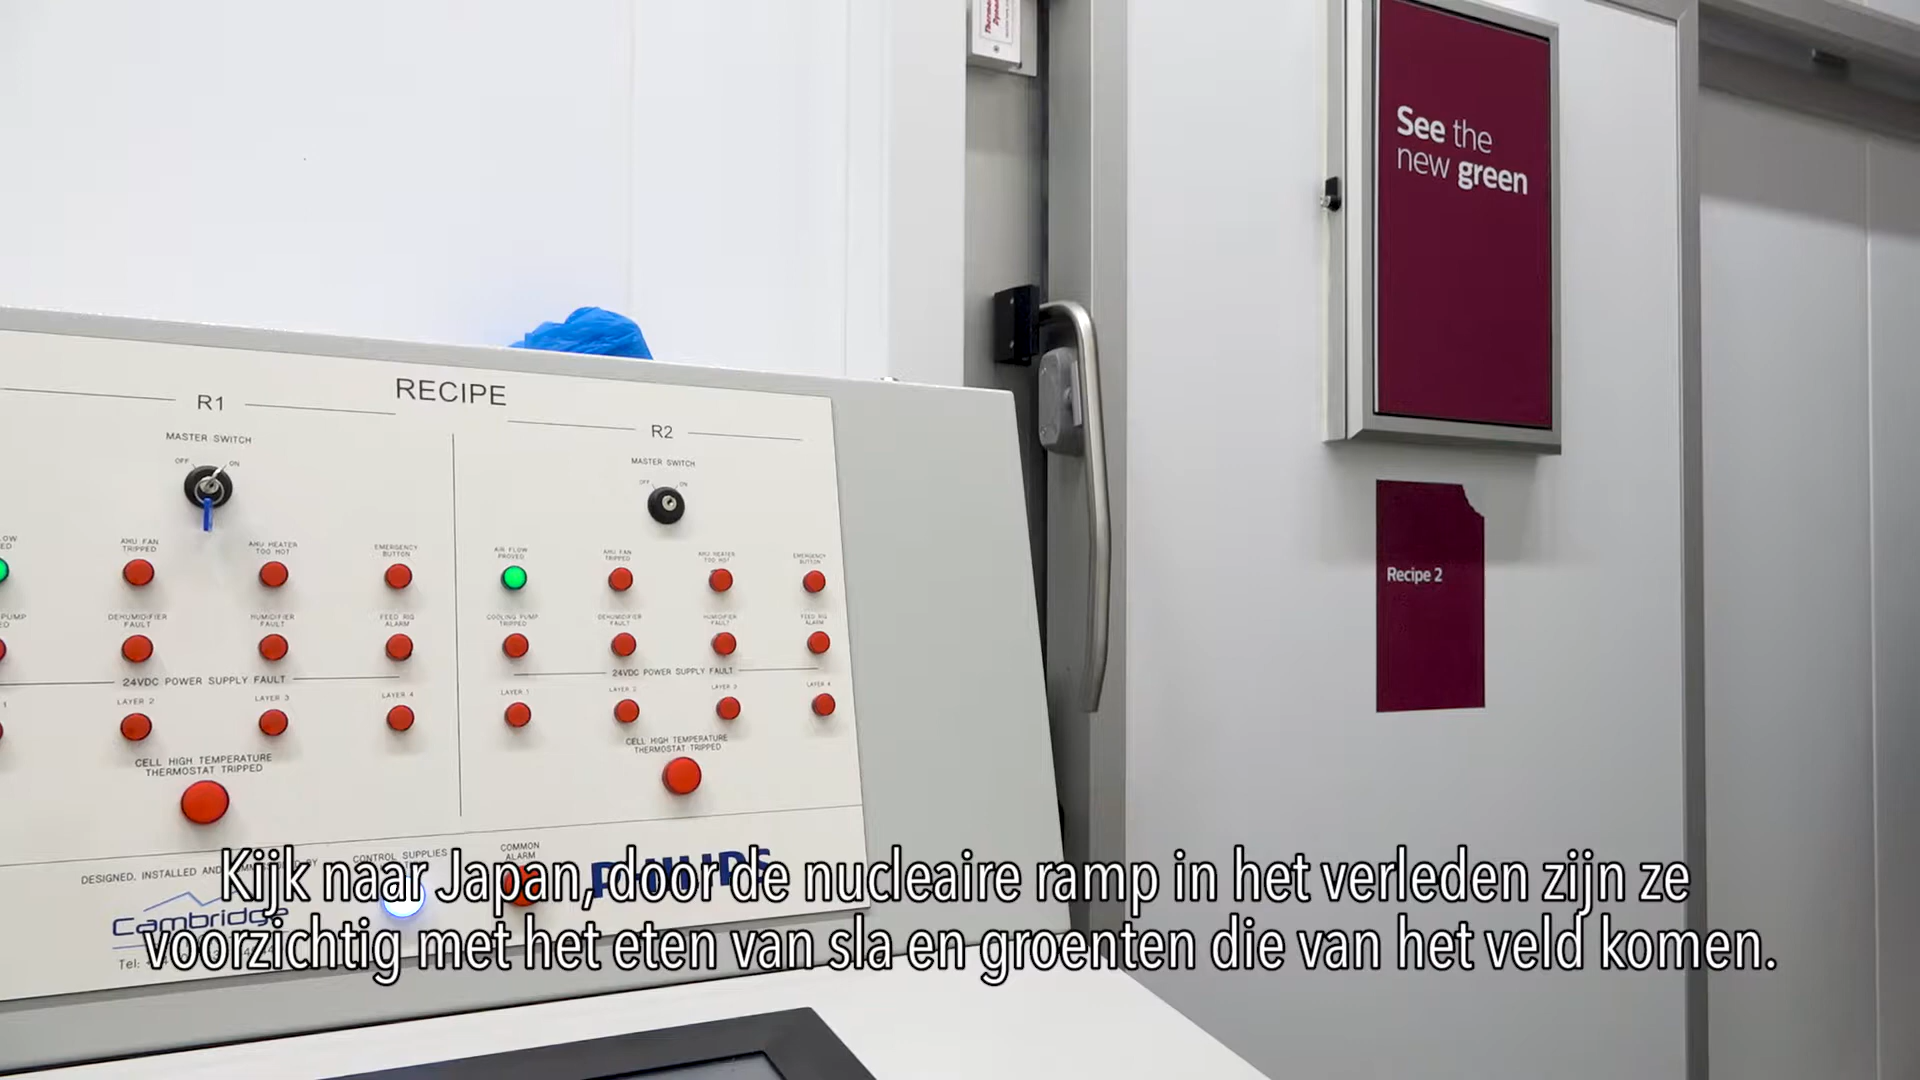 See the
new green
Recipe 2
RECIPE
R1
MASTER SWITCH
OFF
ON
AHU FAN
TRIPPED
AHU HEATER
TOO HOT
EMERGENCY
BUTTON
DEHUMIDIFIER
FAULT
HUMIDIFIER
FAULT
FEED RIG
ALARM
24VDC POWER SUPPLY FAULT
LAYER 2
LAYER 3
LAYER 4
CELL HIGH TEMPERATURE
THERMOSTAT TRIPPED
R2
MASTER SWITCH
OFF
ON
AIR FLOW
PROVED
AHU FAN
TRIPPED
AHU HEATER
TOO HOT
EMERGENCY
BUTTON
COOLING PUMP
TRIPPED
DEHUMIDIFIER
FAULT
HUMIDIFIER
FAULT
FEED RIG
ALARM
24VDC POWER SUPPLY FAULT
LAYER 1
LAYER 2
LAYER 3
LAYER 4
CELL HIGH TEMPERATURE
THERMOSTAT TRIPPED
DESIGNED, INSTALLED AND
BY
CONTROL SUPPLIES
COMMON
ALARM
PHILIPS
Cambridge
Tel:
Kijk naar Japan, door de nucleaire ramp in het verleden zijn ze
voorzichtig met het eten van sla en groenten die van het veld komen.